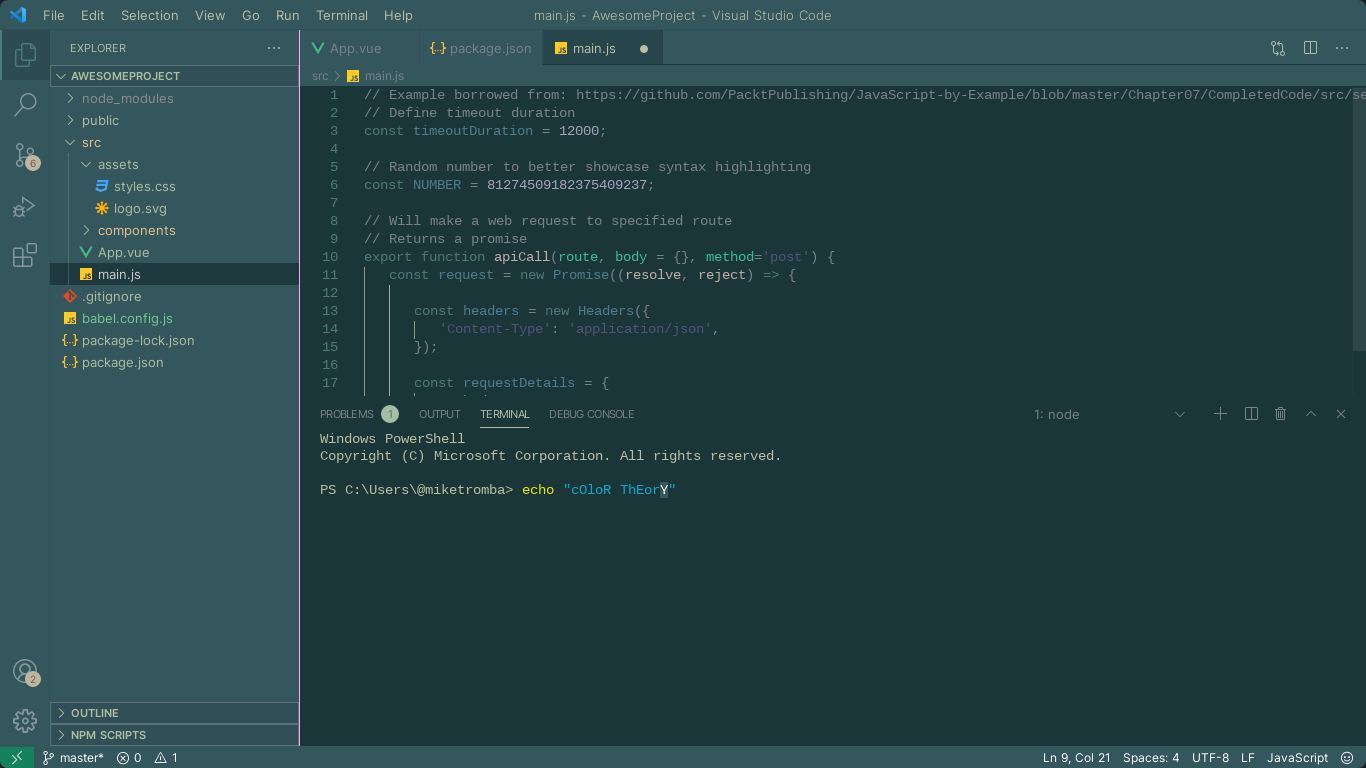 File Edit Selection View Go Run Terminal Help
main.js - AwesomeProject - Visual Studio Code
EXPLORER
AWESOMEPROJECT
node_modules
public
src
assets
styles.css
logo.svg
components
App.vue
main.js
.gitignore
babel.config.js
package-lock.json
package.json
OUTLINE
NPM SCRIPTS
6
2
App.vue package.json main.js
src main.js
1 // Example borrowed from: https://github.com/PacktPublishing/JavaScript-by-Example/blob/master/Chapter07/CompletedCode/src/se
2 // Define timeout duration
3 const timeoutDuration = 12000;
4
5 // Random number to better showcase syntax highlighting
6 const NUMBER = 81274509182375409237;
7
8 // Will make a web request to specified route
9 // Returns a promise
10 export function apiCall(route, body = {}, method='post') {
11 const request = new Promise((resolve, reject) => {
12
13 const headers = new Headers({
14 'Content-Type': 'application/json',
15 });
16
17 const requestDetails = {
PROBLEMS 1 OUTPUT TERMINAL DEBUG CONSOLE 1: node
Windows PowerShell
Copyright (C) Microsoft Corporation. All rights reserved.
PS C:\Users\@miketromba> echo "cOloR ThEorY"
master* 0 1 Ln 9, Col 21 Spaces: 4 UTF-8 LF JavaScript